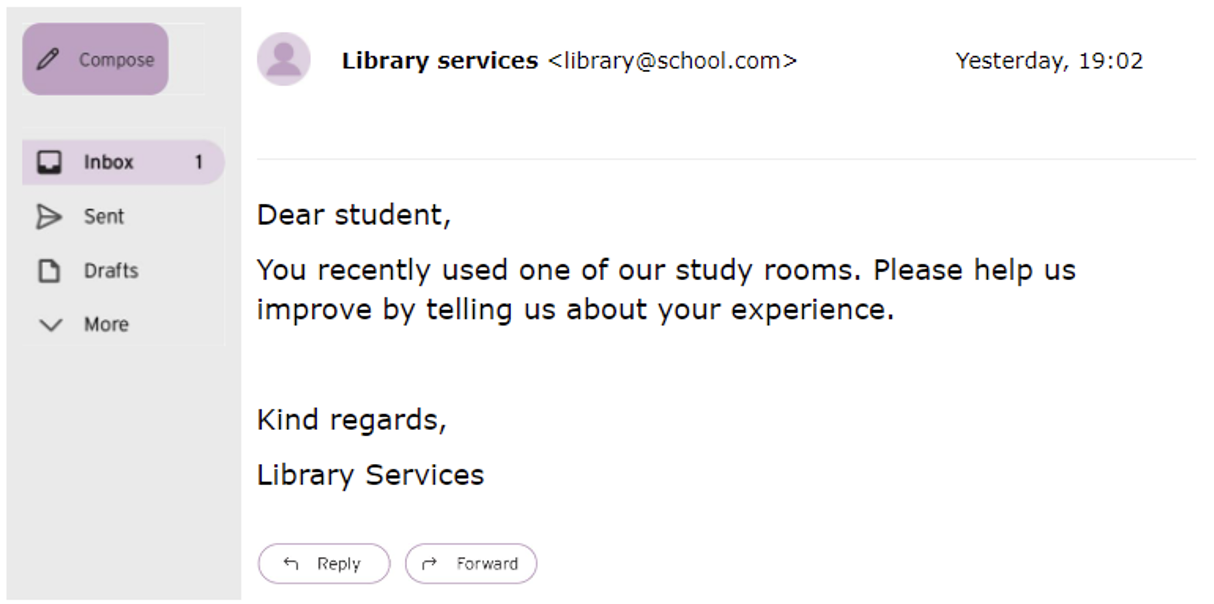 Compose
Library services <library@school.com>
Yesterday, 19:02
Inbox 1
Sent
Drafts
More
Dear student,
You recently used one of our study rooms. Please help us
improve by telling us about your experience.
Kind regards,
Library Services
Reply
Forward